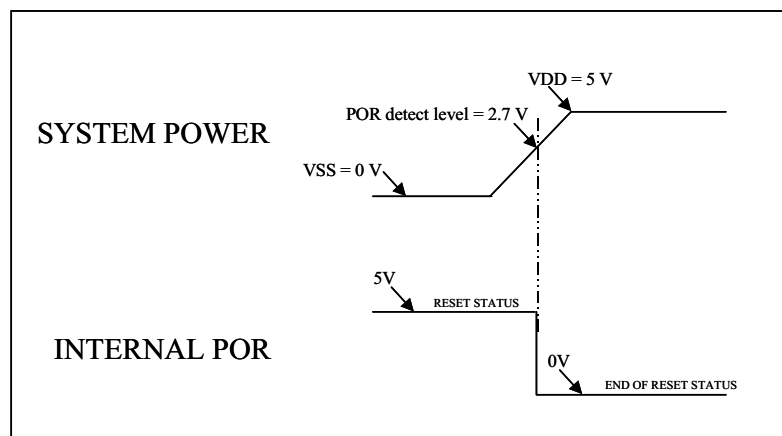 VDD = 5 V
POR detect level = 2.7 V
SYSTEM POWER
VSS = 0 V
5V
RESET STATUS
INTERNAL POR
0V
END OF RESET STATUS